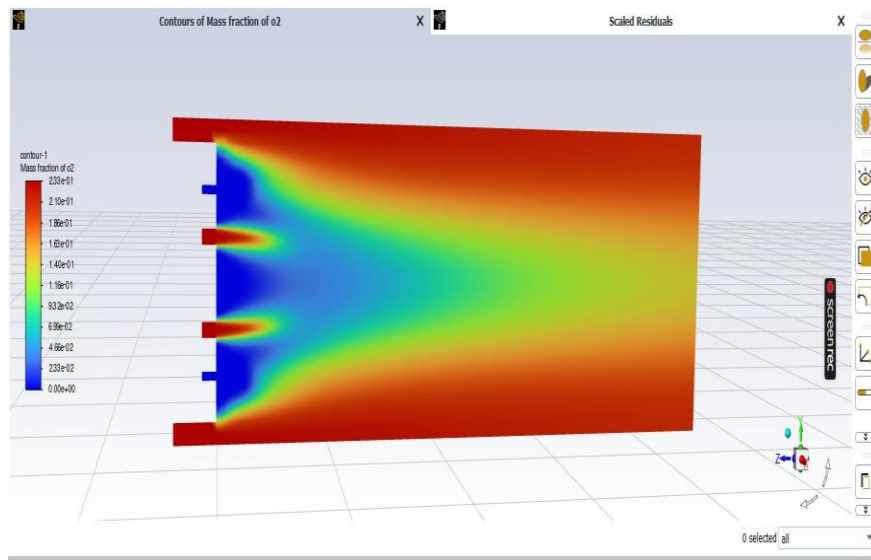 Contours of Mass fraction of o2
X
Scaled Residuals
X
contour-1
Mass fraction of o2
2.33e-01
2.10e-01
1.86e-01
1.63e-01
1.40e-01
1.16e-01
9.32e-02
6.99e-02
4.66e-02
2.33e-02
0.00e+00
screenrec
Y
Z
0 selected
all